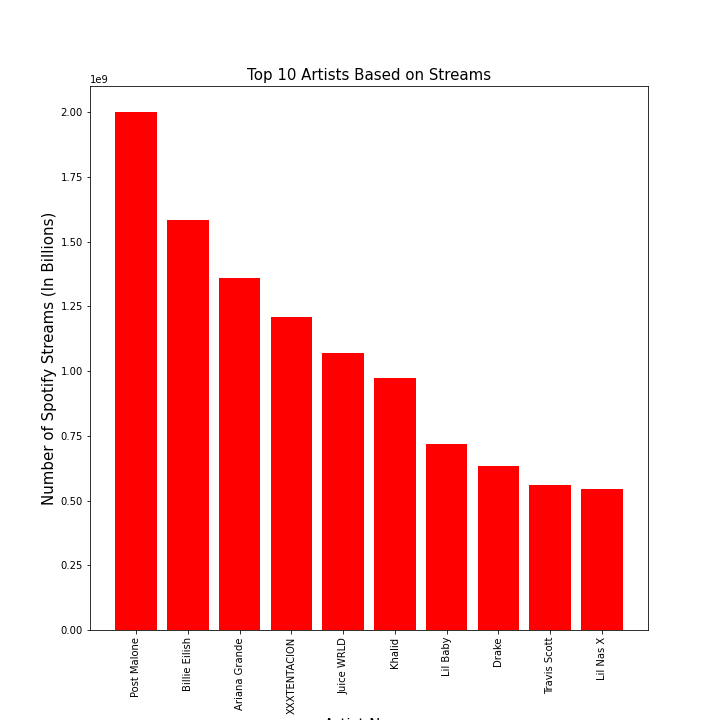 Top 10 Artists Based on Streams
1e9
Number of Spotify Streams (In Billions)
2.00
1.75
1.50
1.25
1.00
0.75
0.50
0.25
0.00
Post Malone
Billie Eilish
Ariana Grande
XXXTENTACION
Juice WRLD
Khalid
Lil Baby
Drake
Travis Scott
Lil Nas X